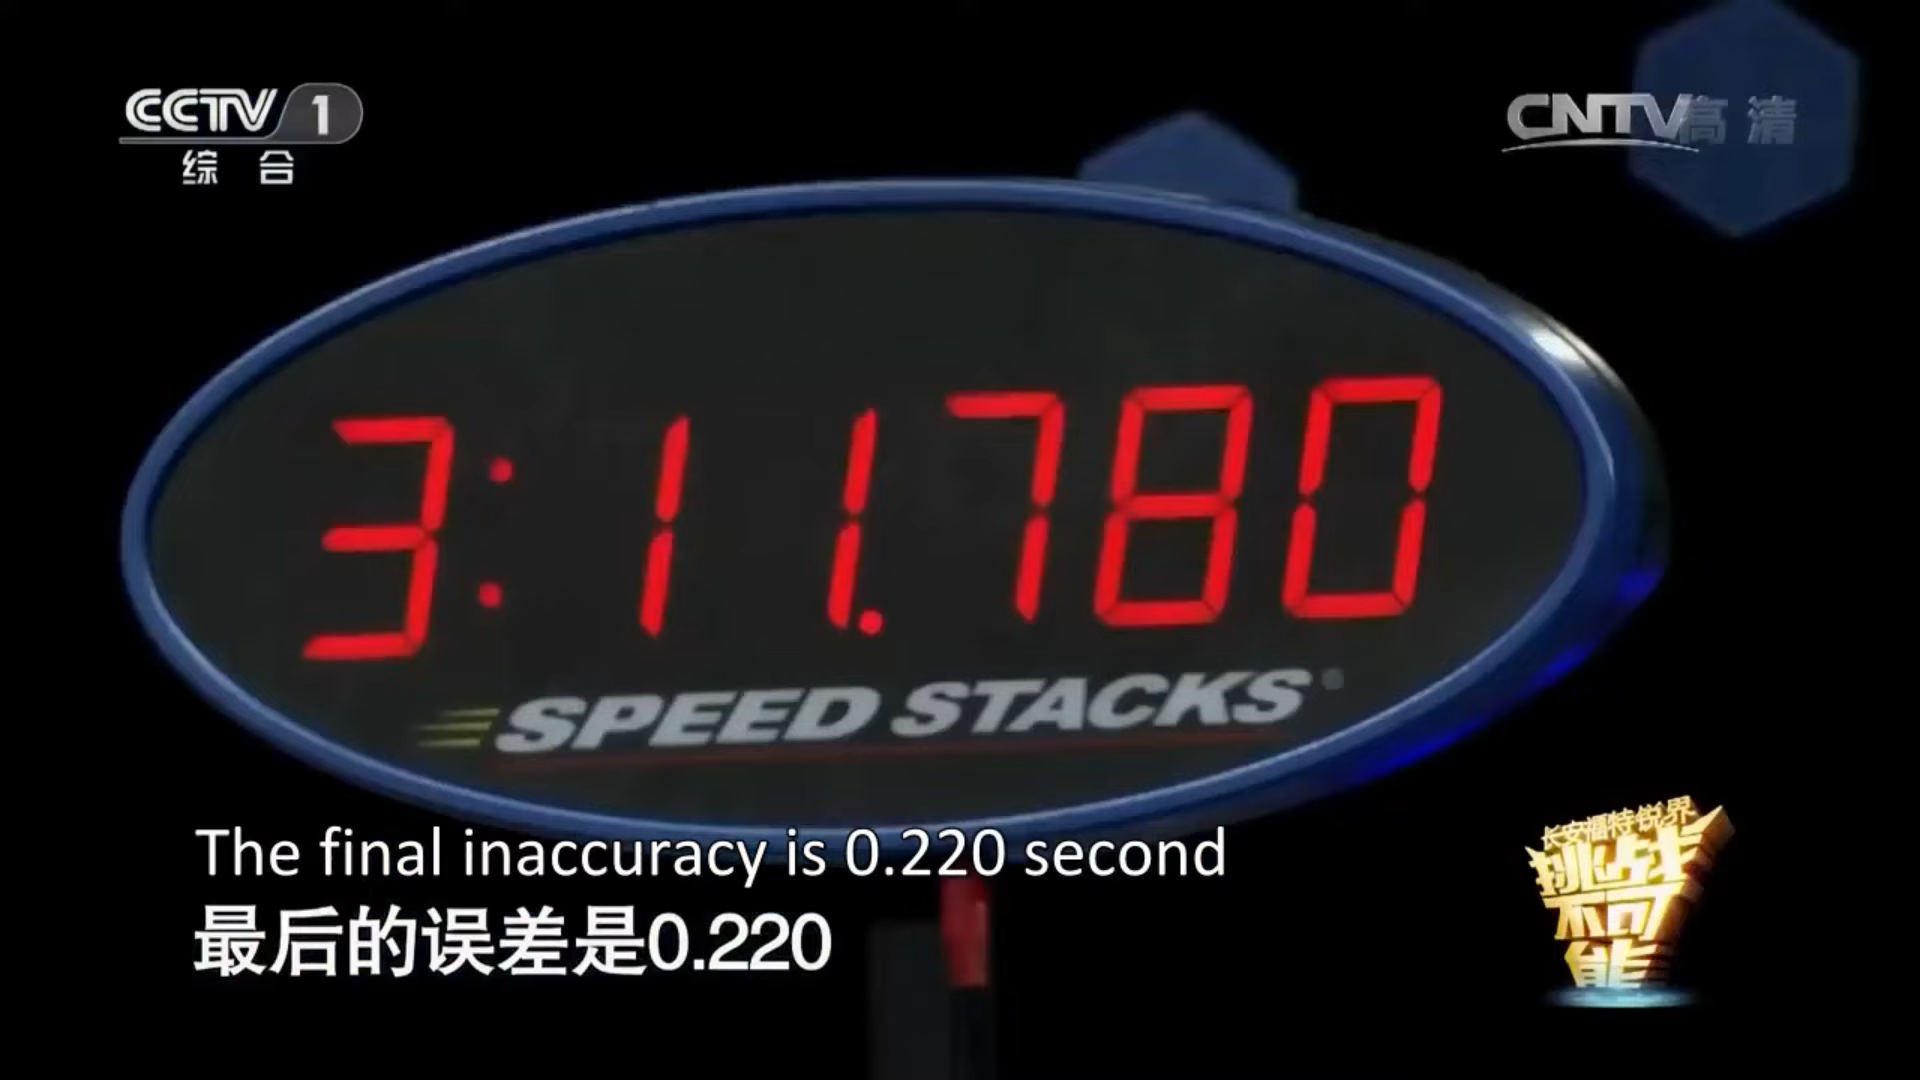 CCTV 1
综 合
CNTV高 清
3:11.780
SPEED STACKS
The final inaccuracy is 0.220 second
最后的误差是0.220
长安福特锐界
挑战
不可
能